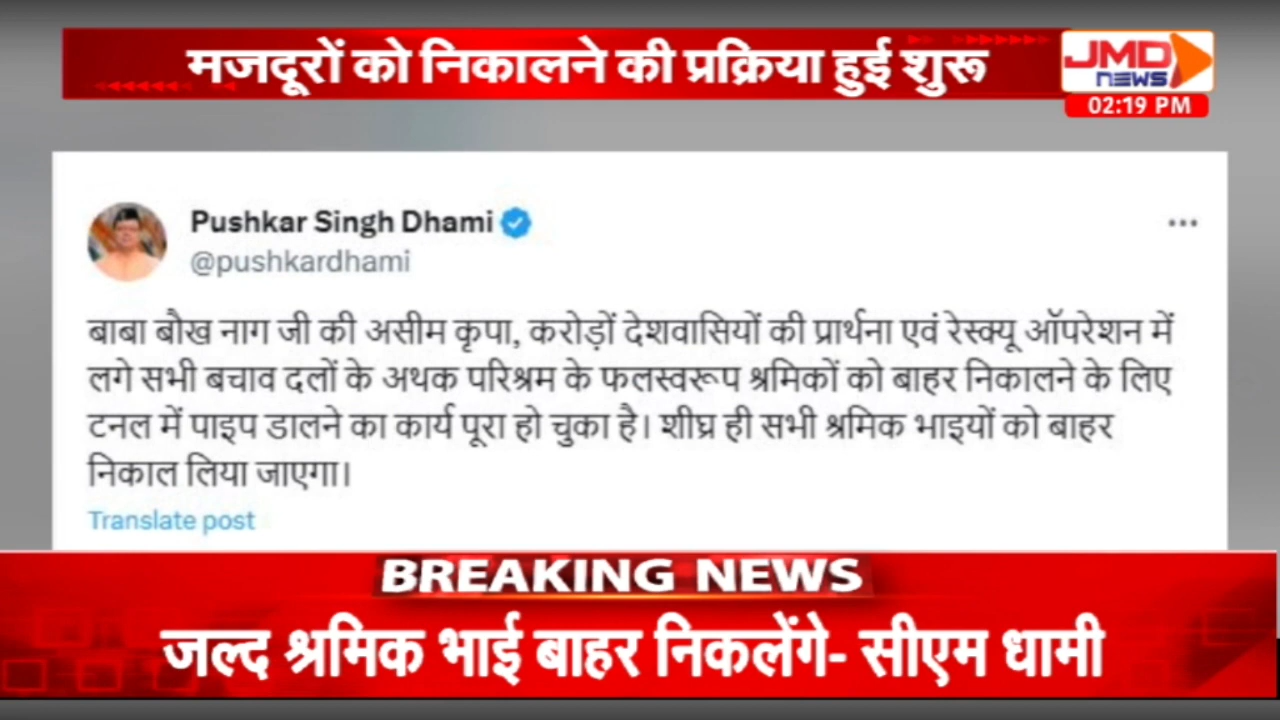 मजदूरों को निकालने की प्रक्रिया हुई शुरू
JMD
NEWS
02:19 PM
Pushkar Singh Dhami
@pushkardhami
बाबा बौख नाग जी की असीम कृपा, करोड़ों देशवासियों की प्रार्थना एवं रेस्क्यू ऑपरेशन में
लगे सभी बचाव दलों के अथक परिश्रम के फलस्वरूप श्रमिकों को बाहर निकालने के लिए
टनल में पाइप डालने का कार्य पूरा हो चुका है। शीघ्र ही सभी श्रमिक भाइयों को बाहर
निकाल लिया जाएगा।
Translate post
BREAKING NEWS
जल्द श्रमिक भाई बाहर निकलेंगे- सीएम धामी